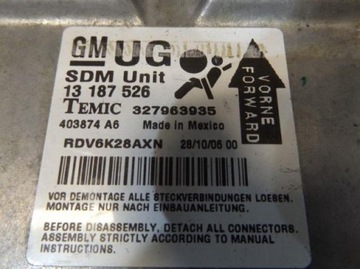 GM UG
SDM Unit
13 187 526
TEMIC 327963935
403874 A6 Made in Mexico
RDV6K28AXN 28/10/06 00
VORNE
FORWARD
VOR DEMONTAGE ALLE STECKVERBINDUNGEN LOESEN.
MONTAGE NUR NACH EINBAUANLEITUNG.
BEFORE DISASSEMBLY, DETACH ALL CONNECTORS.
ASSEMBLY STRICTLY ACCORDING TO MANUAL
INSTRUCTIONS.